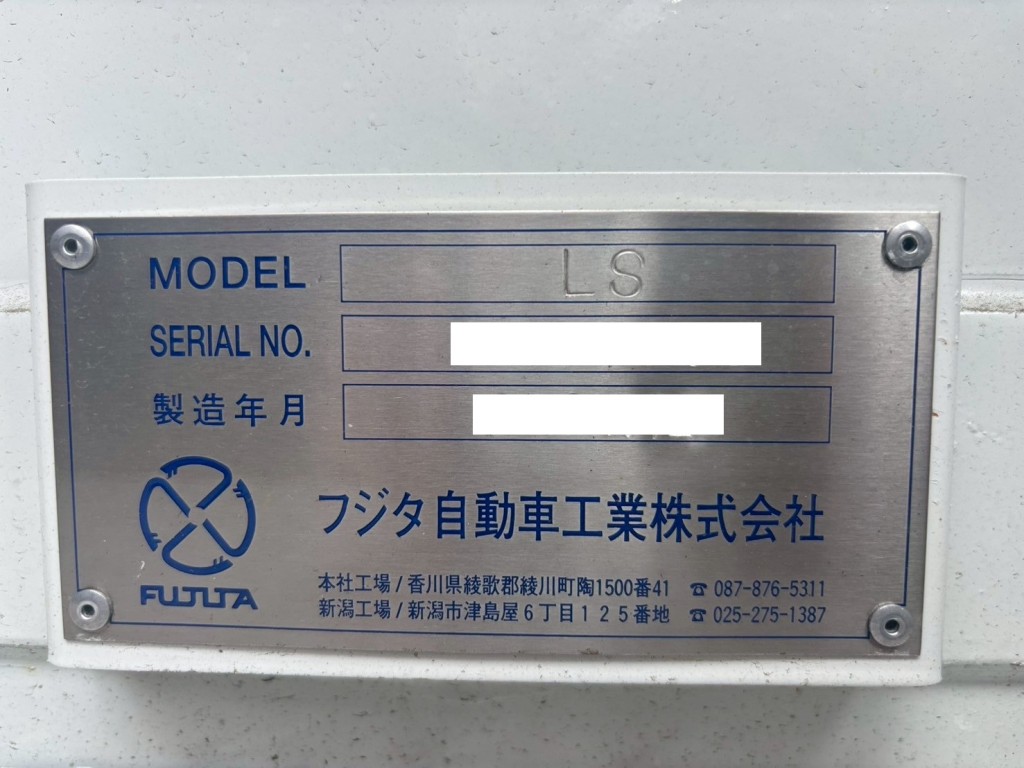 MODEL LS
SERIAL NO.
製造年月
フジタ自動車工業株式会社
FUJITA
本社工場/香川県綾歌郡綾川町陶1500番41 ☎ 087-876-5311
新潟工場/新潟市津島屋6丁目125番地 ☎ 025-275-1387